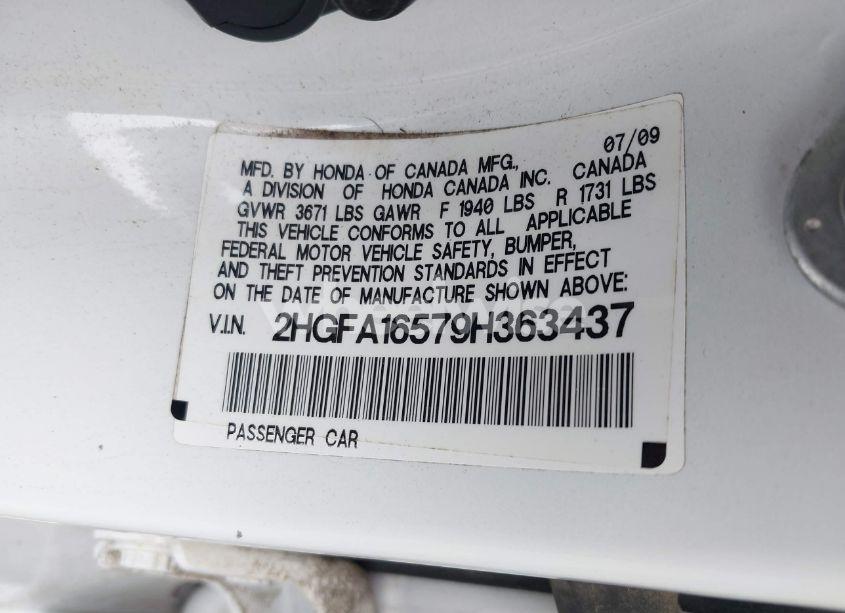 07/09
MFD. BY HONDA OF CANADA MFG.,
A DIVISION OF HONDA CANADA INC. CANADA
GVWR 3671 LBS GAWR F 1940 LBS R 1731 LBS
THIS VEHICLE CONFORMS TO ALL APPLICABLE
FEDERAL MOTOR VEHICLE SAFETY, BUMPER,
AND THEFT PREVENTION STANDARDS IN EFFECT
ON THE DATE OF MANUFACTURE SHOWN ABOVE:
V.I.N. 2HGFA16579H363437
PASSENGER CAR